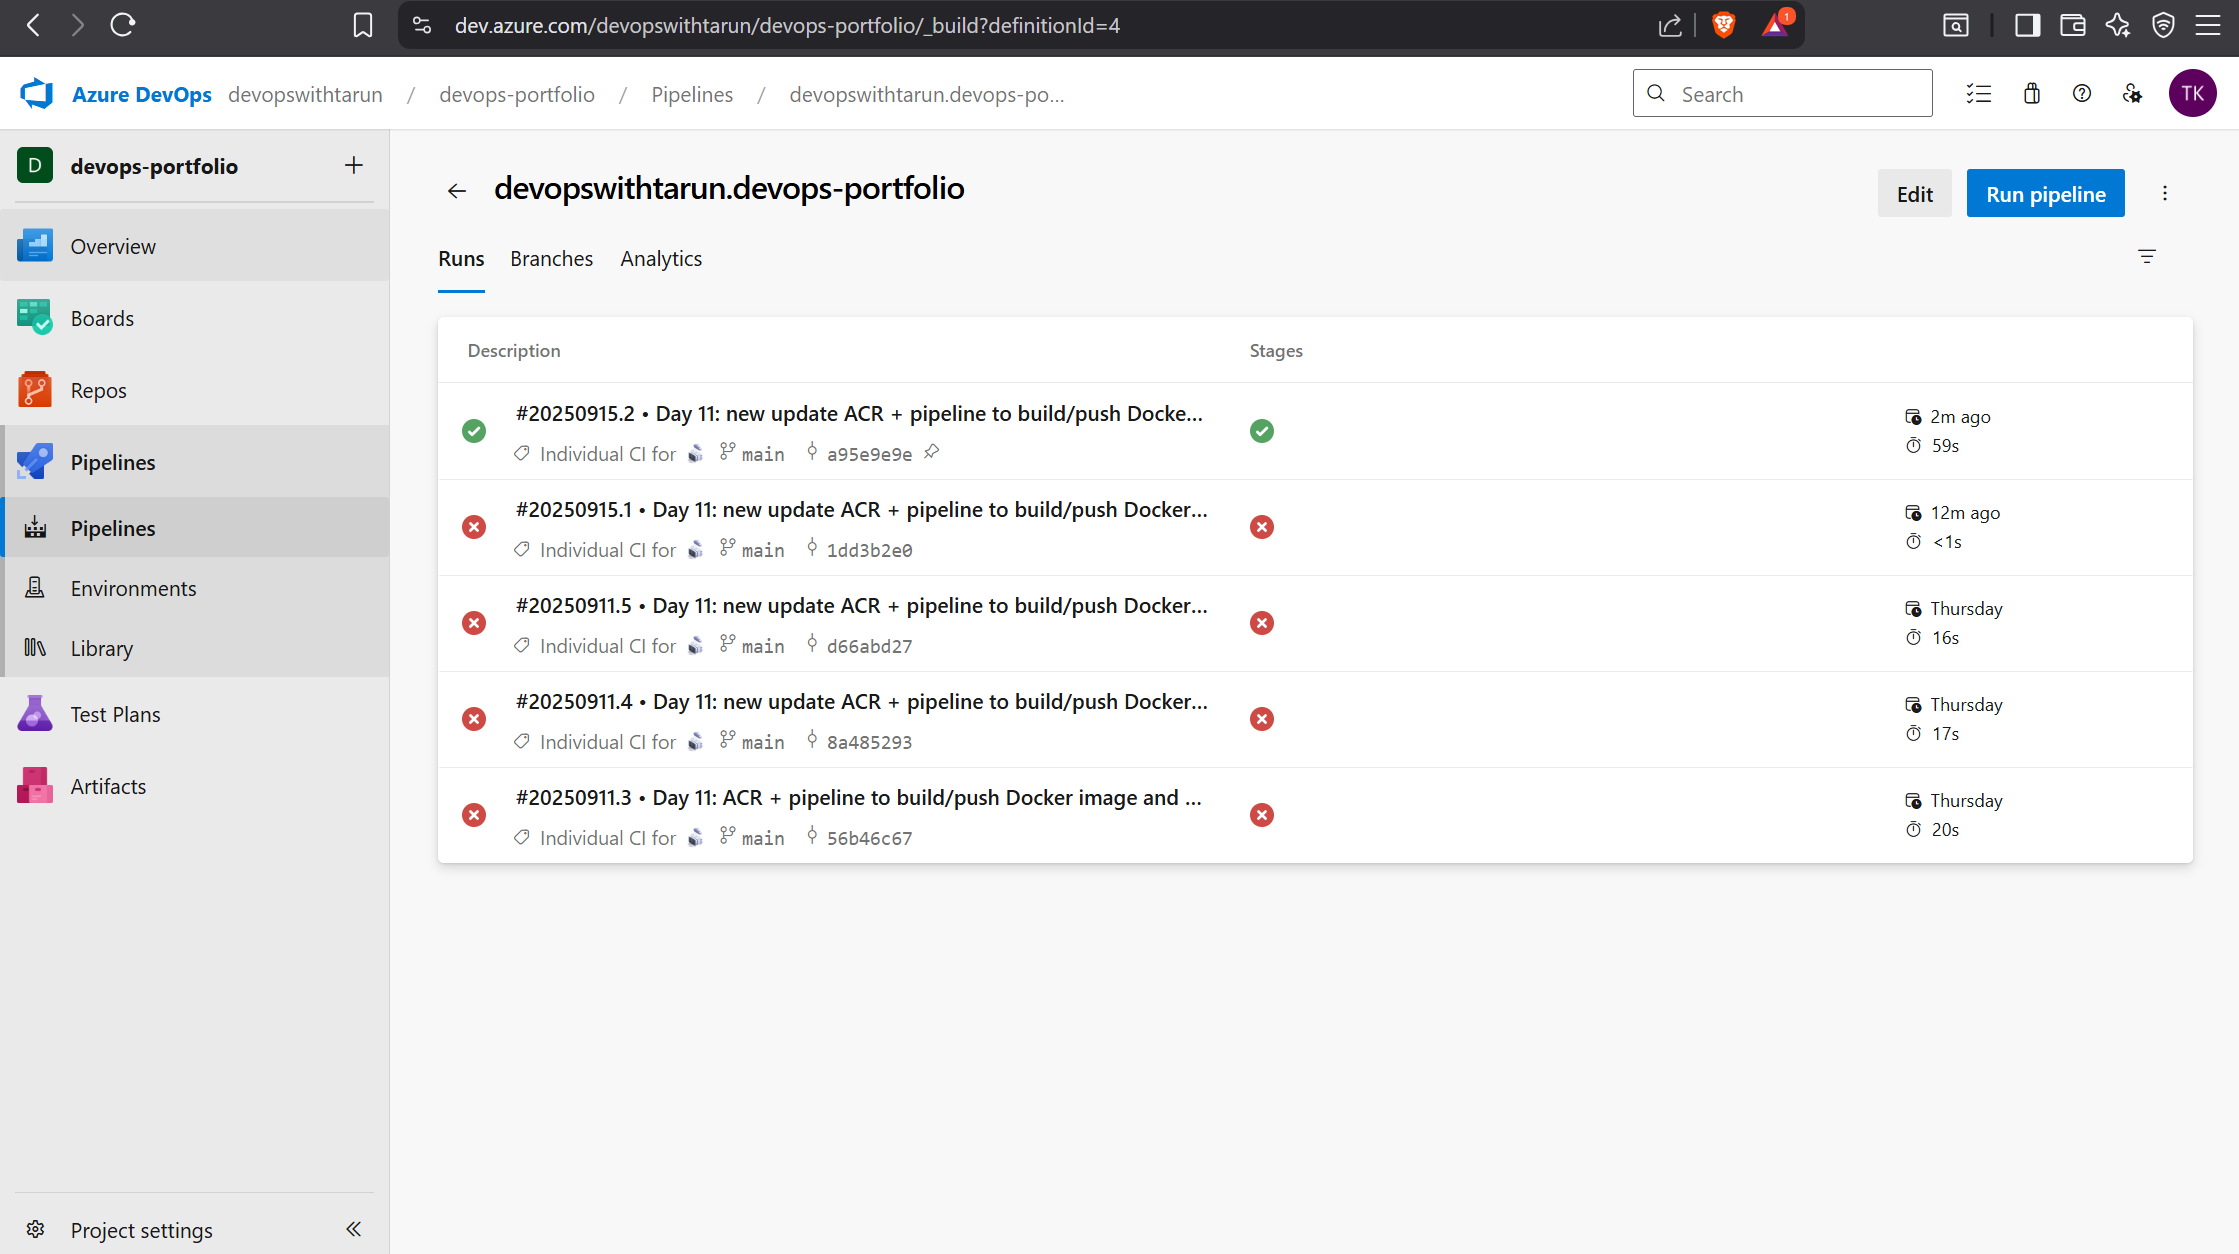 dev.azure.com/devopswithtarun/devops-portfolio/_build?definitionId=4
1
Azure DevOps devopswithtarun / devops-portfolio / Pipelines / devopswithtarun.devops-po...
Search
TK
D devops-portfolio
Overview
Boards
Repos
Pipelines
Pipelines
Environments
Library
Test Plans
Artifacts
Project settings
devopswithtarun.devops-portfolio
Edit
Run pipeline
Runs Branches Analytics
Description Stages
#20250915.2 • Day 11: new update ACR + pipeline to build/push Docke...
2m ago
Individual CI for main a95e9e9e
59s
#20250915.1 • Day 11: new update ACR + pipeline to build/push Docker...
12m ago
Individual CI for main 1dd3b2e0
<1s
#20250911.5 • Day 11: new update ACR + pipeline to build/push Docker...
Thursday
Individual CI for main d66abd27
16s
#20250911.4 • Day 11: new update ACR + pipeline to build/push Docker...
Thursday
Individual CI for main 8a485293
17s
#20250911.3 • Day 11: ACR + pipeline to build/push Docker image and ...
Thursday
Individual CI for main 56b46c67
20s